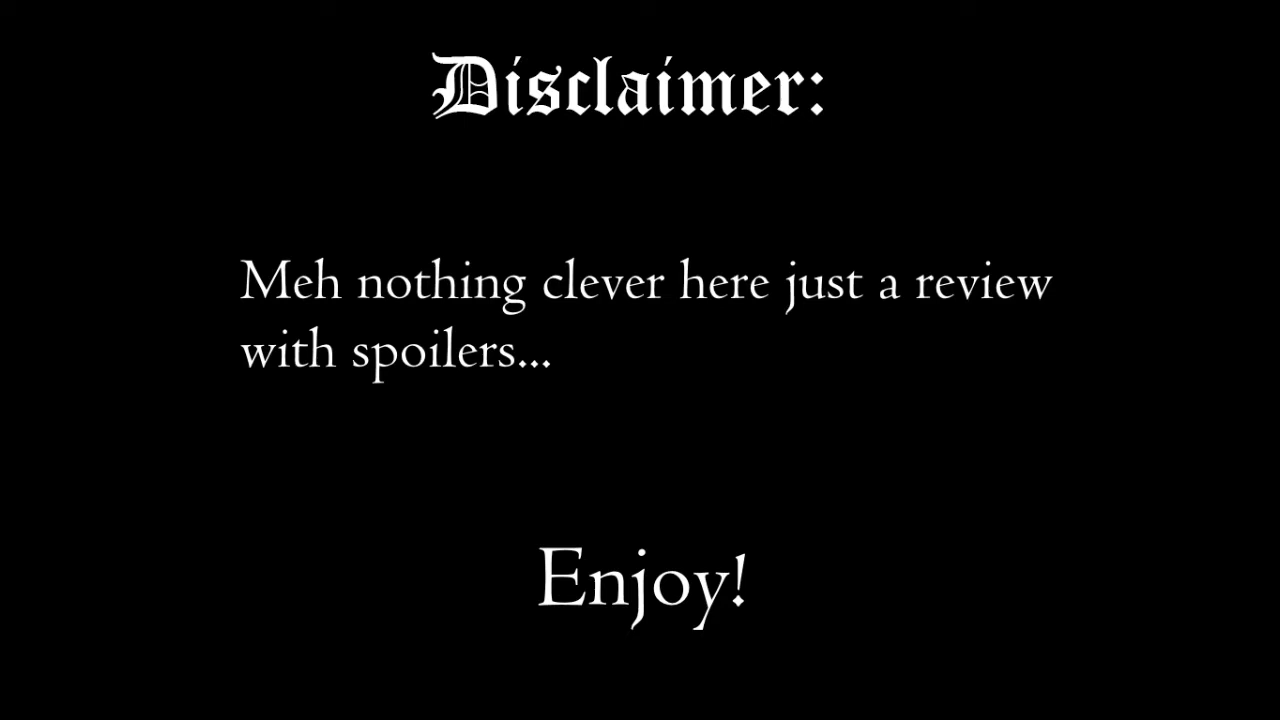 Disclaimer:
Meh nothing clever here just a review
with spoilers...
Enjoy!